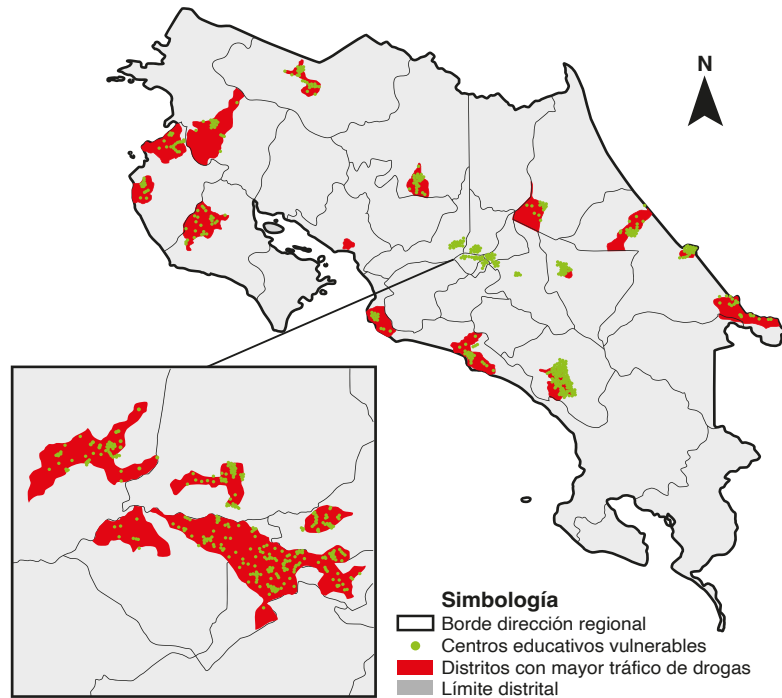 N
Simbología
Borde dirección regional
Centros educativos vulnerables
Distritos con mayor tráfico de drogas
Límite distrital